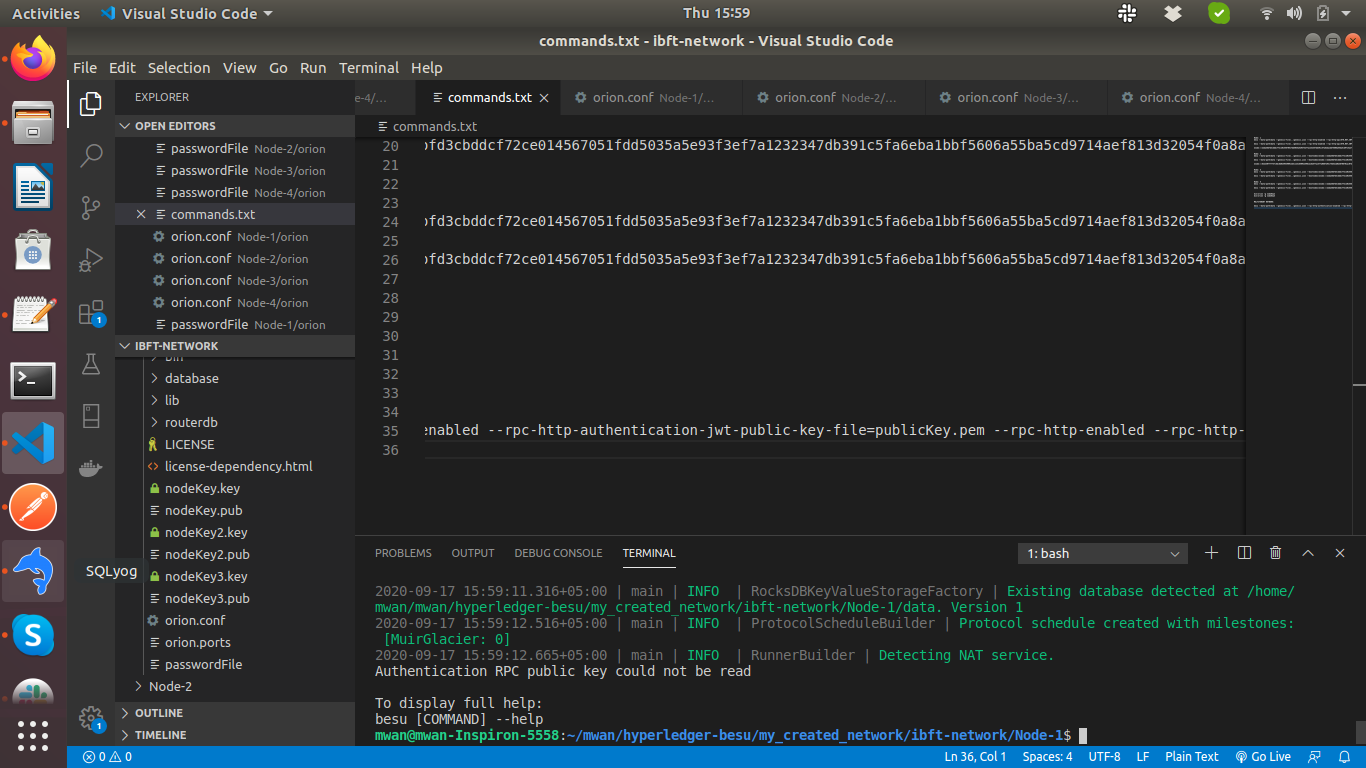 Activities Visual Studio Code Thu 15:59
commands.txt - ibft-network - Visual Studio Code
File Edit Selection View Go Run Terminal Help
EXPLORER
OPEN EDITORS
passwordFile Node-2/orion
passwordFile Node-3/orion
passwordFile Node-4/orion
commands.txt
orion.conf Node-1/orion
orion.conf Node-2/orion
orion.conf Node-3/orion
orion.conf Node-4/orion
passwordFile Node-1/orion
IBFT-NETWORK
bin
database
lib
routerdb
LICENSE
license-dependency.html
nodeKey.key
nodeKey.pub
nodeKey2.key
nodeKey2.pub
nodeKey3.key
nodeKey3.pub
orion.conf
orion.ports
passwordFile
Node-2
OUTLINE
TIMELINE
SQLyog
1
1
e-4/... commands.txt orion.conf Node-1/... orion.conf Node-2/... orion.conf Node-3/... orion.conf Node-4/...
commands.txt
20 fd3cbddcf72ce014567051fdd5035a5e93f3ef7a1232347db391c5fa6eba1bbf5606a55ba5cd9714aef813d32054f0a8a
21
22
23
24 fd3cbddcf72ce014567051fdd5035a5e93f3ef7a1232347db391c5fa6eba1bbf5606a55ba5cd9714aef813d32054f0a8a
25
26 fd3cbddcf72ce014567051fdd5035a5e93f3ef7a1232347db391c5fa6eba1bbf5606a55ba5cd9714aef813d32054f0a8a
27
28
29
30
31
32
33
34
35 enabled --rpc-http-authentication-jwt-public-key-file=publicKey.pem --rpc-http-enabled --rpc-http-
36
PROBLEMS OUTPUT DEBUG CONSOLE TERMINAL 1: bash
2020-09-17 15:59:11.316+05:00 | main | INFO | RocksDBKeyValueStorageFactory | Existing database detected at /home/
mwan/mwan/hyperledger-besu/my_created_network/ibft-network/Node-1/data. Version 1
2020-09-17 15:59:12.516+05:00 | main | INFO | ProtocolScheduleBuilder | Protocol schedule created with milestones:
[MuirGlacier: 0]
2020-09-17 15:59:12.665+05:00 | main | INFO | RunnerBuilder | Detecting NAT service.
Authentication RPC public key could not be read
To display full help:
besu [COMMAND] --help
mwan@mwan-Inspiron-5558:~/mwan/hyperledger-besu/my_created_network/ibft-network/Node-1$
0 0 Ln 36, Col 1 Spaces: 4 UTF-8 LF Plain Text Go Live